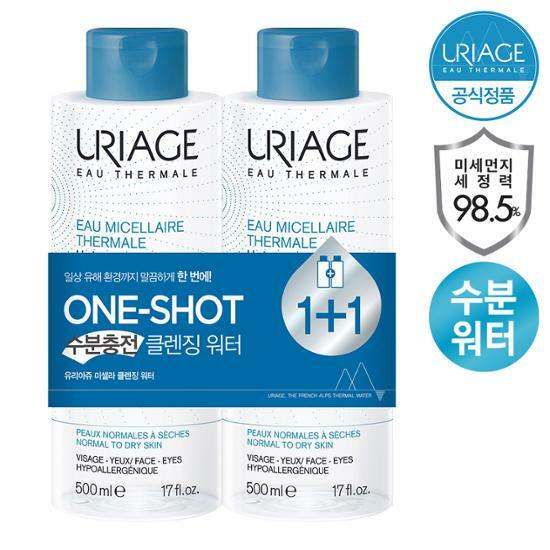 URIAGE
EAU THERMALE
EAU MICELLAIRE
THERMALE
URIAGE
EAU THERMALE
EAU MICELLAIRE
THERMALE
일상 유해 환경까지 말끔하게 한 번에!
ONE-SHOT
수분충전 클렌징 워터
유리아쥬 미셀라 클렌징 워터
1+1
URIAGE, THE FRENCH ALPS THERMAL WATER
PEAUX NORMALES À SÈCHES
NORMAL TO DRY SKIN
VISAGE - YEUX/ FACE - EYES
HYPOALLERGÉNIQUE
500 ml e 17 fl.oz.
PEAUX NORMALES À SÈCHES
NORMAL TO DRY SKIN
VISAGE - YEUX/ FACE - EYES
HYPOALLERGÉNIQUE
500 ml e 17 fl.oz.
URIAGE
EAU THERMALE
공식정품
미세먼지
세정력
98.5%
수분
워터